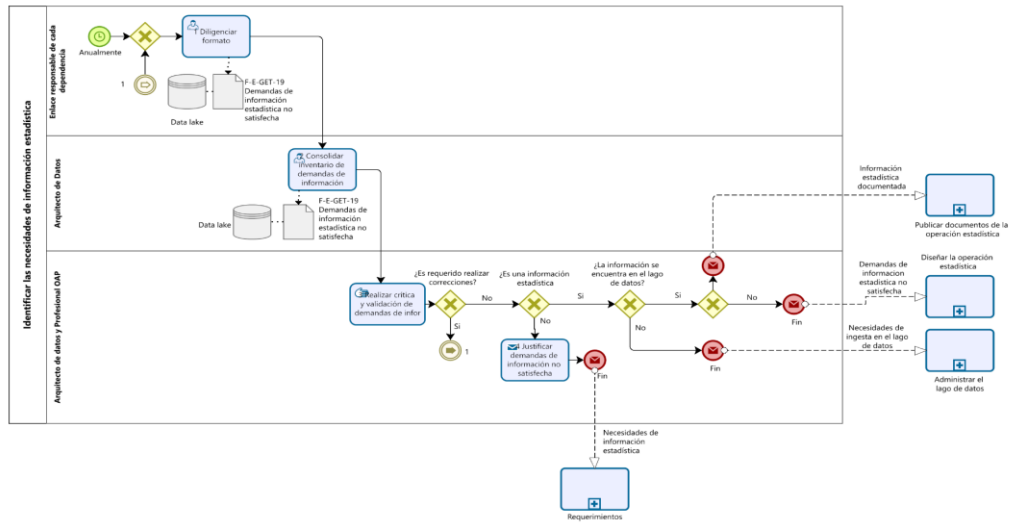 Identificar las necesidades de información estadística
Enlace responsable de cada
dependencia
Anualmente
1
Diligenciar
formato
Data lake
F-E-GET-19
Demandas de
información
estadística no
satisfecha
Arquitecto de Datos
Consolidar
inventario de
demandas de
información
Data lake
F-E-GET-19
Demandas de
información
estadística no
satisfecha
Arquitecto de datos y Profesional OAP
Realizar crítica
y validación de
demandas de infor
¿Es requerido realizar
correcciones?
No
Si
1
¿Es una información
estadística
Si
No
Justificar
demandas de
información no
satisfecha
Fin
¿La información se
encuentra en el lago
de datos?
Si
No
No
Fin
Fin
Información
estadística
documentada
Publicar documentos de la
operación estadística
Demandas de
informacion
estadistica no
satisfecha
Diseñar la operación
estadística
Necesidades de
ingesta en el lago
de datos
Administrar el
lago de datos
Necesidades de
información
estadística
Requerimientos